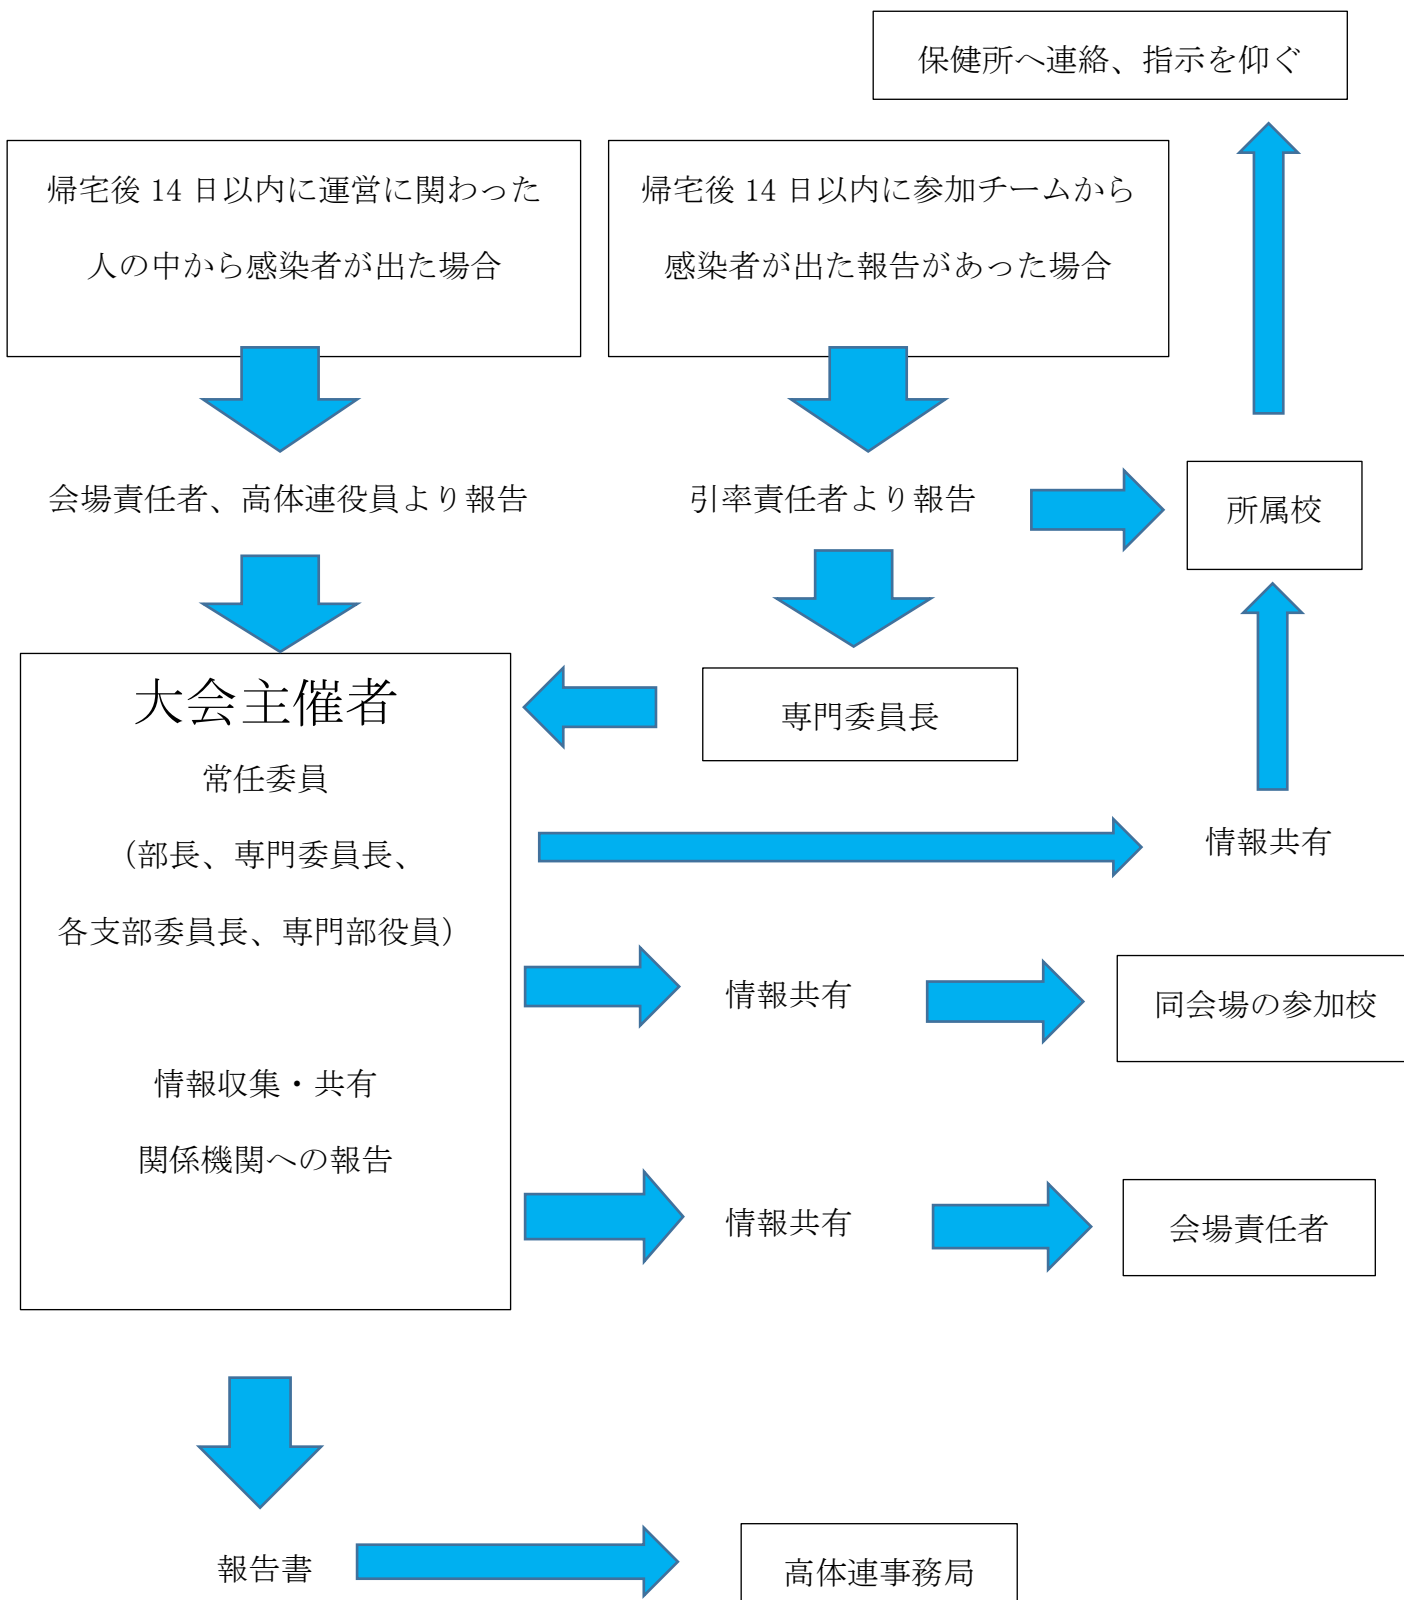 保健所へ連絡、指示を仰ぐ
帰宅後 14 日以内に運営に関わった
人の中から感染者が出た場合
帰宅後 14 日以内に参加チームから
感染者が出た報告があった場合
会場責任者、高体連役員より報告
引率責任者より報告
所属校
大会主催者
常任委員
（部長、専門委員長、
各支部委員長、専門部役員）
情報収集・共有
関係機関への報告
専門委員長
情報共有
情報共有
同会場の参加校
情報共有
会場責任者
報告書
高体連事務局